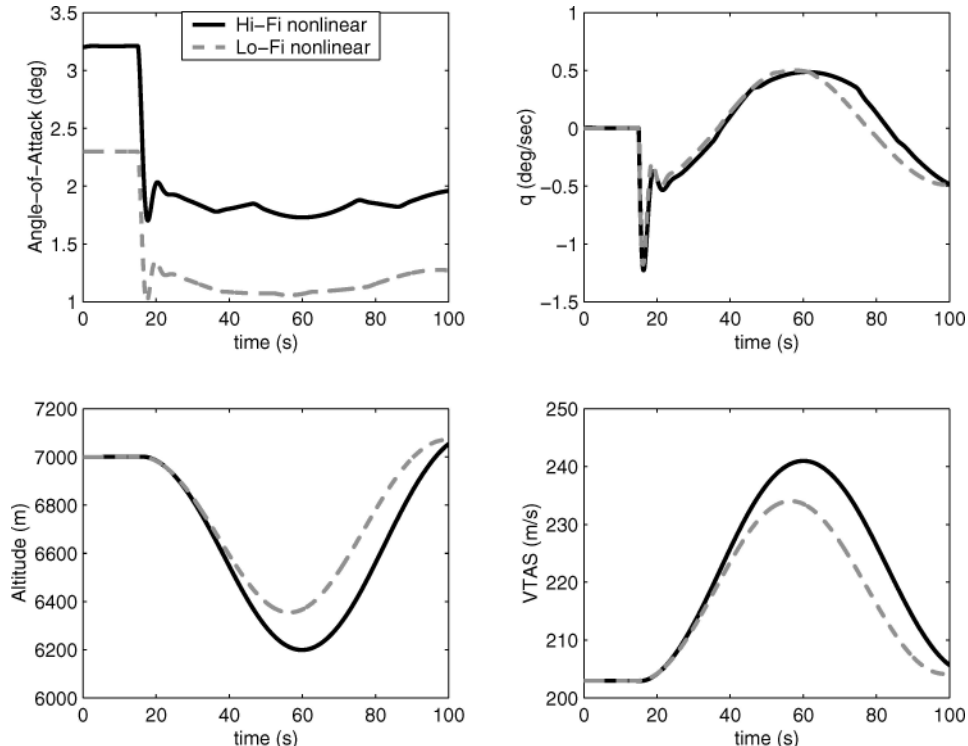 Hi−Fi nonlinear
Lo−Fi nonlinear
Angle−of−Attack (deg)
3.5
3
2.5
2
1.5
1
0 20 40 60 80 100
time (s)
q (deg/sec)
1
0.5
0
−0.5
−1
−1.5
0 20 40 60 80 100
time (s)
Altitude (m)
7200
7000
6800
6600
6400
6200
6000
0 20 40 60 80 100
time (s)
VTAS (m/s)
250
240
230
220
210
200
0 20 40 60 80 100
time (s)